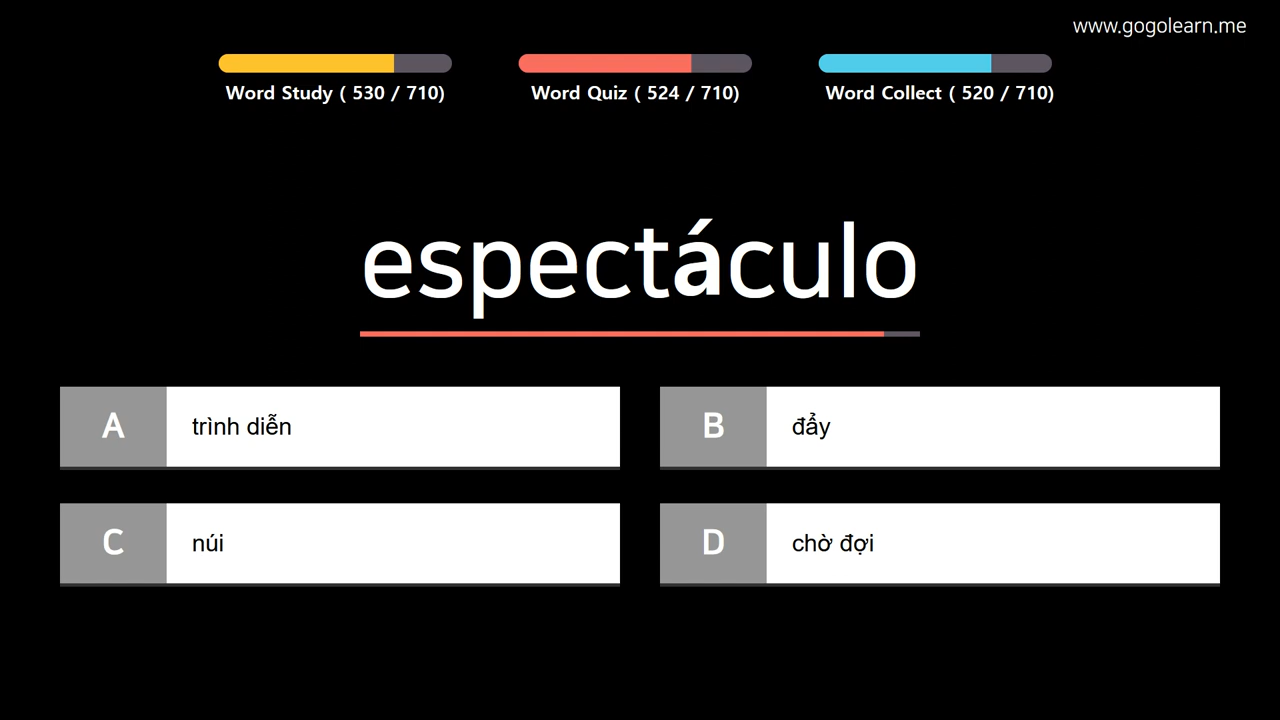 www.gogolearn.me
Word Study ( 530 / 710)
Word Quiz ( 524 / 710)
Word Collect ( 520 / 710)
espectáculo
A trình diễn
B đẩy
C núi
D chờ đợi